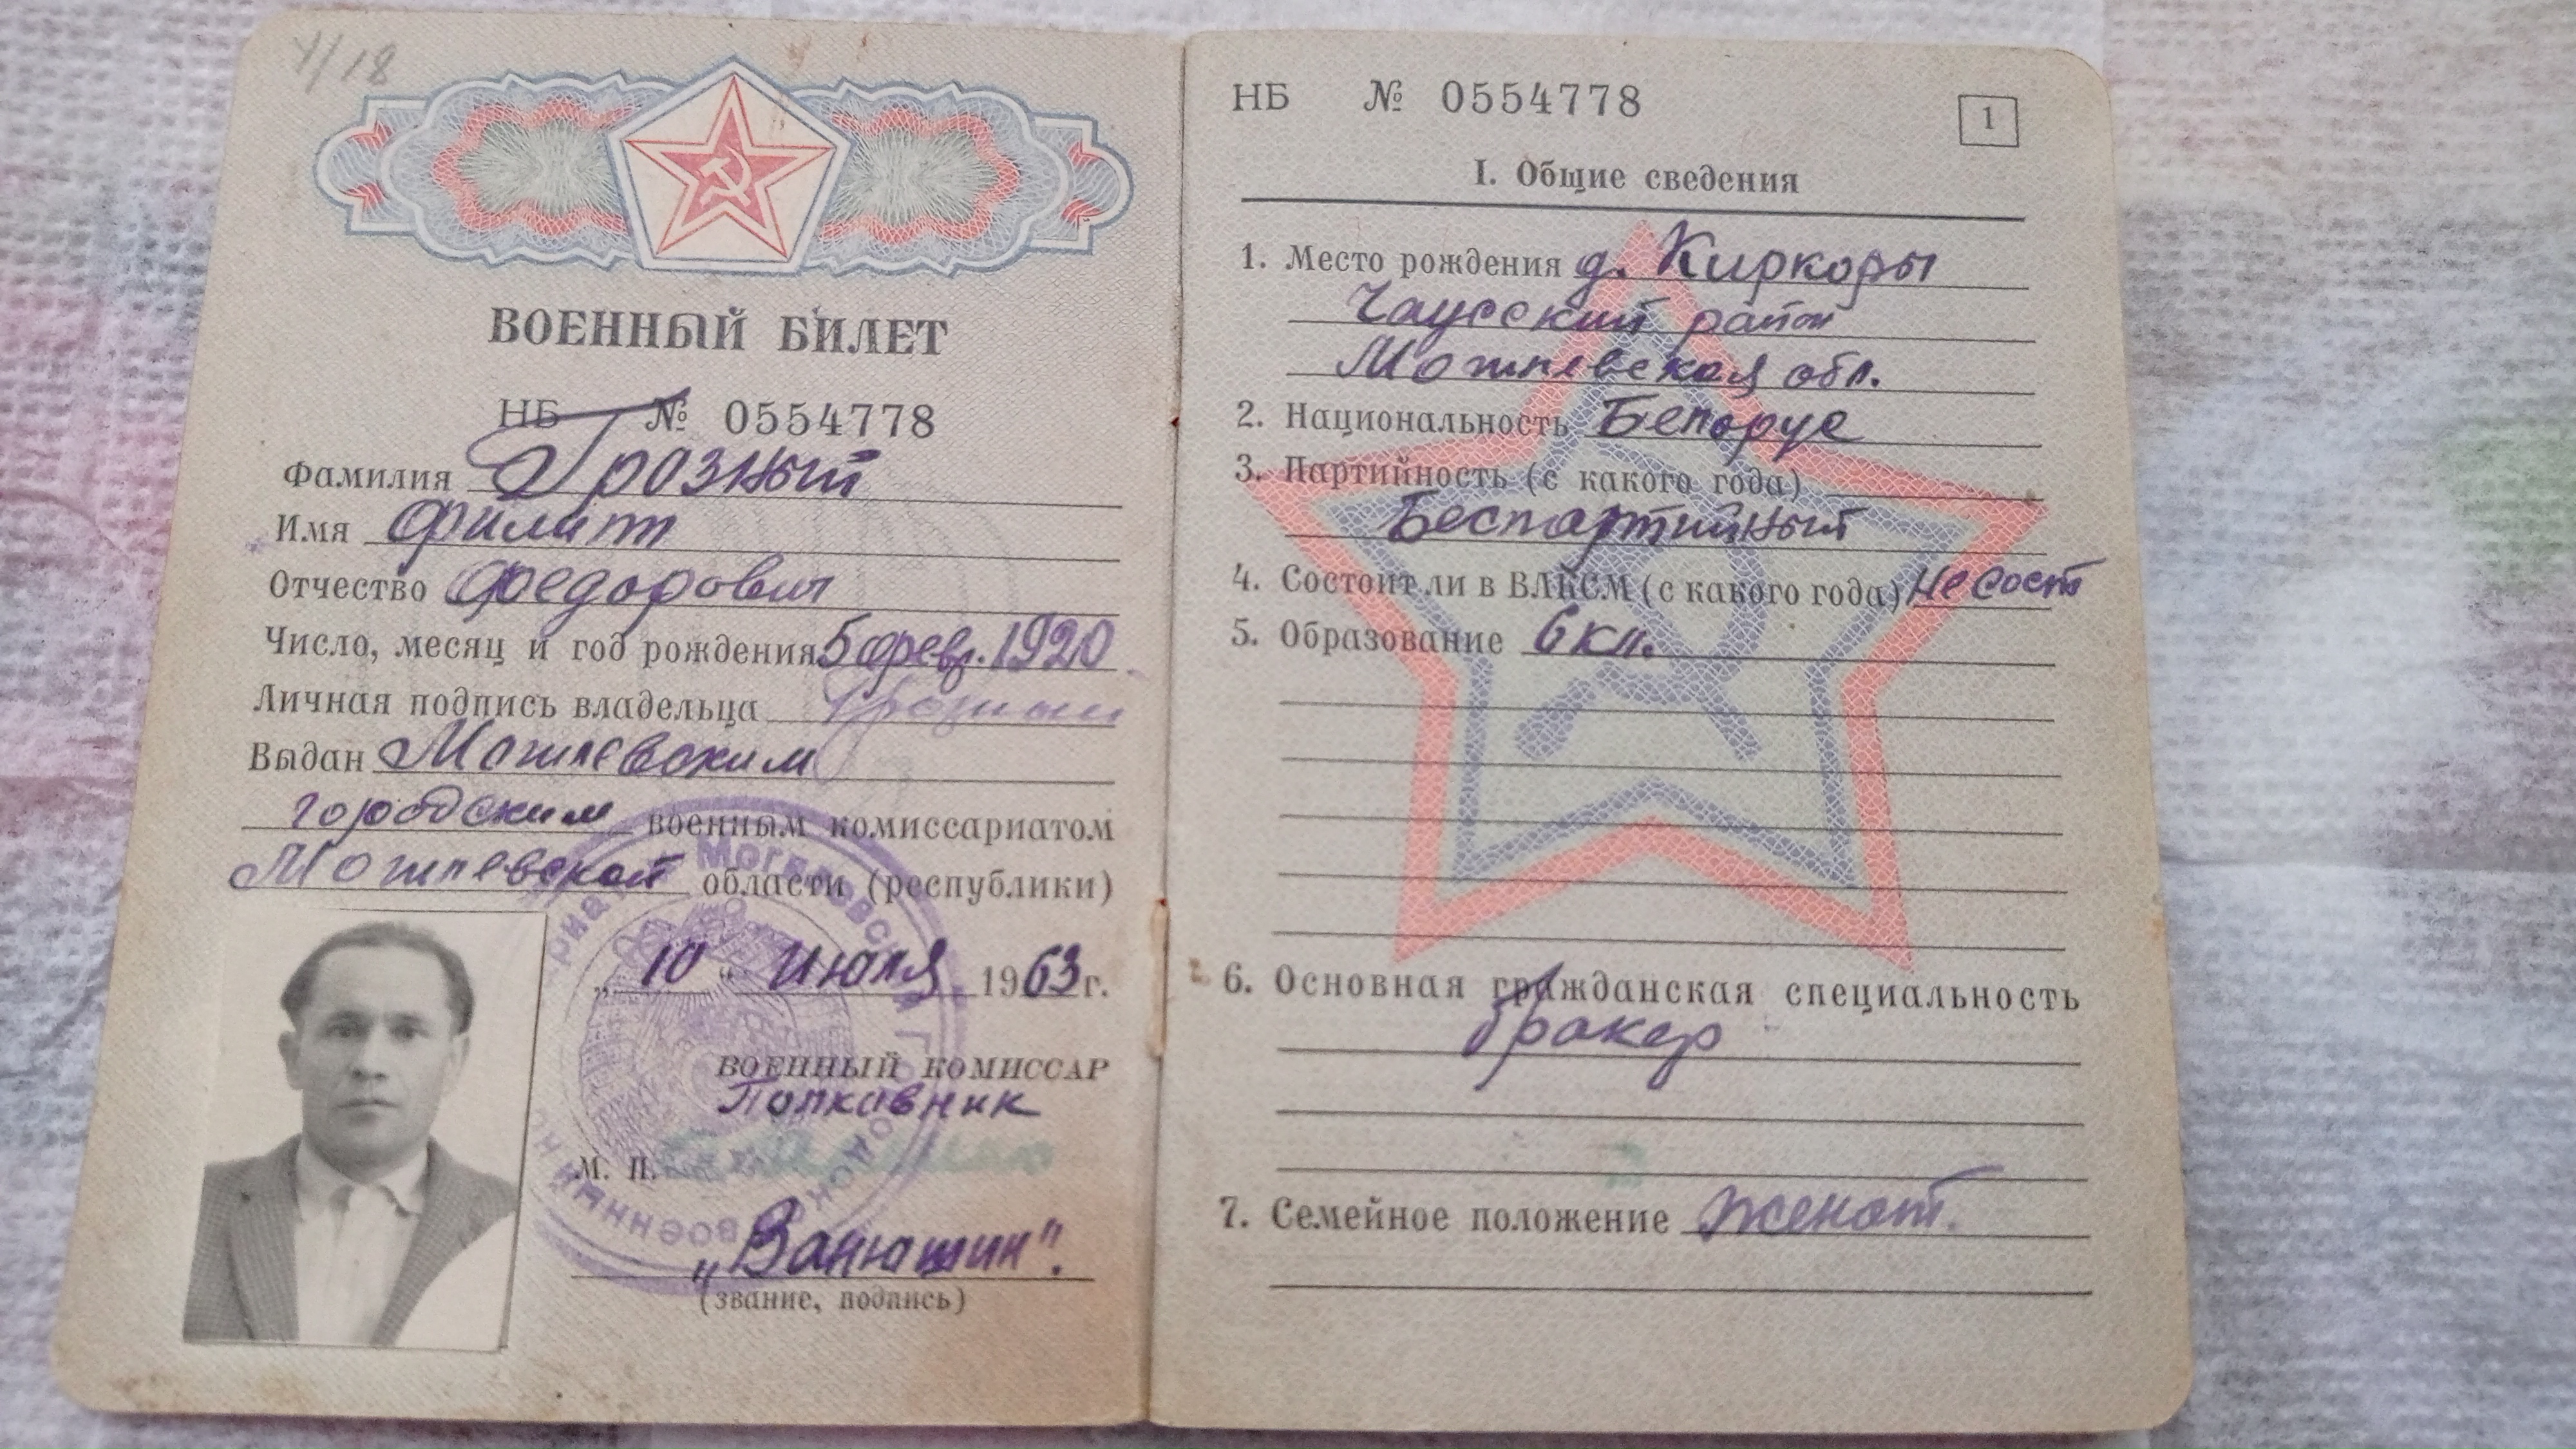 4/18
ВОЕННЫЙ БИЛЕТ
НБ № 0554778
Фамилия Грозный
Имя Филипп
Отчество Федорович
Число, месяц и год рождения 5 февр. 1920
Личная подпись владельца Грозный
Выдан Могилевским
городским военным комиссариатом
Могилевской области (республики)
„ 10 “ Июля 1963 г.
ВОЕННЫЙ КОМИССАР
Полковник
М. П.
„Ванюшин".
(звание, подпись)
НБ № 0554778
1
I. Общие сведения
1. Место рождения д. Киркоры
Чаусский район
Могилевская обл.
2. Национальность Белорус
3. Партийность (с какого года)
Беспартийный
4. Состоит ли в ВЛКСМ (с какого года) Не сост
5. Образование 6 кл.
6. Основная гражданская специальность
бракер
7. Семейное положение женат.